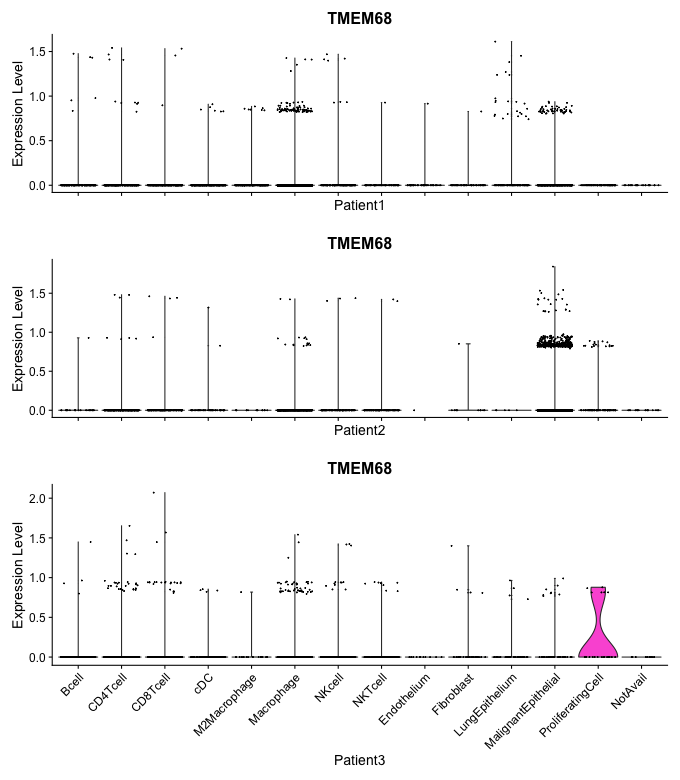 TMEM68
Expression Level
1.5
1.0
0.5
0.0
Patient1
TMEM68
Expression Level
1.5
1.0
0.5
0.0
Patient2
TMEM68
Expression Level
2.0
1.5
1.0
0.5
0.0
Bcell
CD4Tcell
CD8Tcell
cDC
M2Macrophage
Macrophage
NKcell
NKTcell
Endothelium
Fibroblast
LungEpithelium
MalignantEpithelial
ProliferatingCell
NotAvail
Patient3